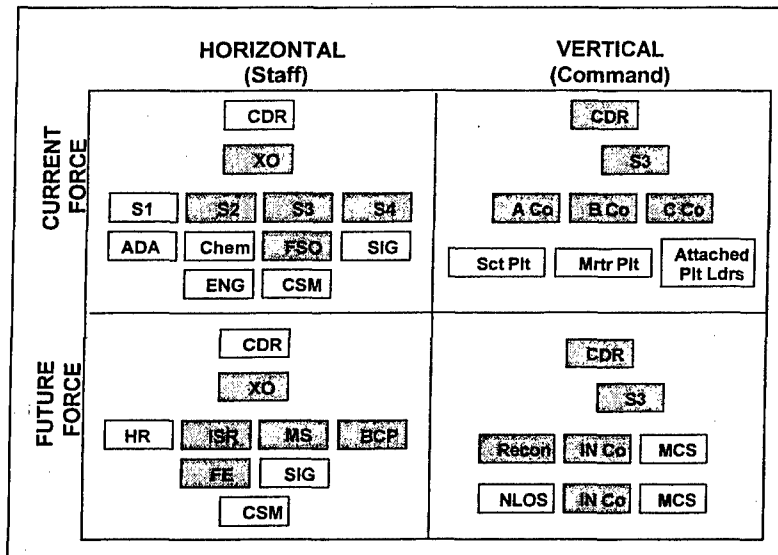 HORIZONTAL
(Staff)
VERTICAL
(Command)
CURRENT
FORCE
CDR
XO
S1 S2 S3 S4
ADA Chem FSO SIG
ENG CSM
CDR
S3
A Co B Co C Co
Sct Plt Mrtr Plt Attached
Plt Ldrs
FUTURE
FORCE
CDR
XO
HR ISR MS BCP
FE SIG
CSM
CDR
S3
Recon IN Co MCS
NLOS IN Co MCS